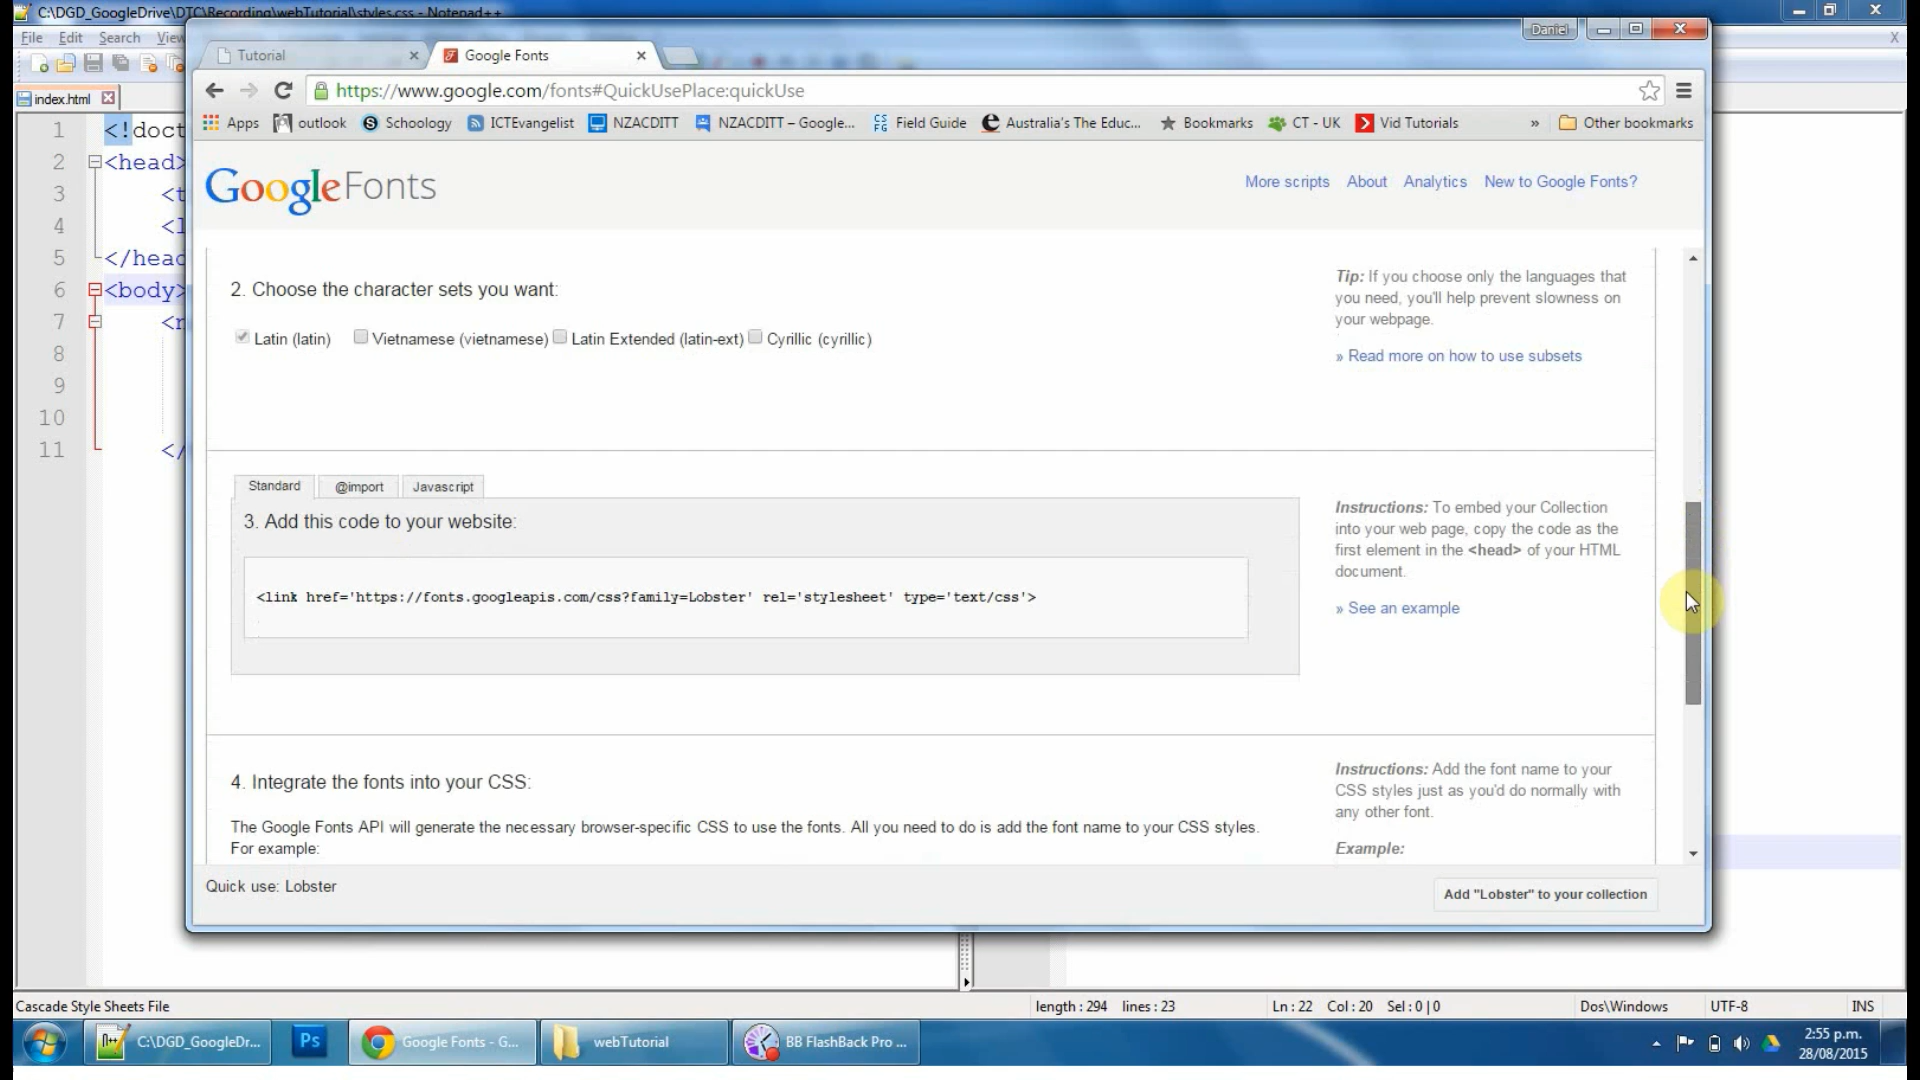 C:\DGD_GoogleDrive\DTC\Recording\webTutorial\styles.css - Notepad++
File Edit Search View
Daniel
Tutorial
Google Fonts
X
index.html
https://www.google.com/fonts#QuickUsePlace:quickUse
Apps outlook Schoology ICTEvangelist NZACDITT NZACDITT – Google... Field Guide Australia's The Educ... Bookmarks CT - UK Vid Tutorials » Other bookmarks
1 <!doct
2 <head>
3 <t
4 <l
5 </head
6 <body>
7 <n
8
9
10
11 </
Google Fonts
More scripts About Analytics New to Google Fonts?
2. Choose the character sets you want:
Latin (latin) Vietnamese (vietnamese) Latin Extended (latin-ext) Cyrillic (cyrillic)
Tip: If you choose only the languages that
you need, you'll help prevent slowness on
your webpage.
» Read more on how to use subsets
Standard @import Javascript
3. Add this code to your website:
<link href='https://fonts.googleapis.com/css?family=Lobster' rel='stylesheet' type='text/css'>
Instructions: To embed your Collection
into your web page, copy the code as the
first element in the <head> of your HTML
document.
» See an example
4. Integrate the fonts into your CSS:
The Google Fonts API will generate the necessary browser-specific CSS to use the fonts. All you need to do is add the font name to your CSS styles.
For example:
Instructions: Add the font name to your
CSS styles just as you'd do normally with
any other font.
Example:
Quick use: Lobster
Add "Lobster" to your collection
Cascade Style Sheets File
length : 294 lines : 23
Ln : 22 Col : 20 Sel : 0 | 0
Dos\Windows
UTF-8
INS
C:\DGD_GoogleDr...
Ps
Google Fonts - G...
webTutorial
BB FlashBack Pro ...
2:55 p.m.
28/08/2015